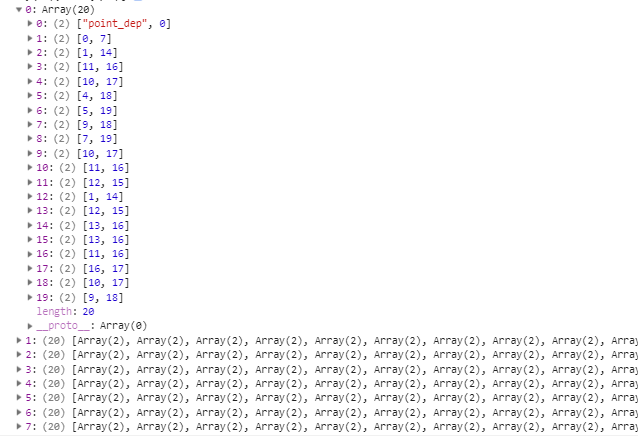 0: Array(20)
0: (2) ["point_dep", 0]
1: (2) [0, 7]
2: (2) [1, 14]
3: (2) [11, 16]
4: (2) [10, 17]
5: (2) [4, 18]
6: (2) [5, 19]
7: (2) [9, 18]
8: (2) [7, 19]
9: (2) [10, 17]
10: (2) [11, 16]
11: (2) [12, 15]
12: (2) [1, 14]
13: (2) [12, 15]
14: (2) [13, 16]
15: (2) [13, 16]
16: (2) [11, 16]
17: (2) [16, 17]
18: (2) [10, 17]
19: (2) [9, 18]
length: 20
__proto__: Array(0)
1: (20) [Array(2), Array(2), Array(2), Array(2), Array(2), Array(2), Array(2), Array(2), Array(2), Arra
2: (20) [Array(2), Array(2), Array(2), Array(2), Array(2), Array(2), Array(2), Array(2), Array(2), Arra
3: (20) [Array(2), Array(2), Array(2), Array(2), Array(2), Array(2), Array(2), Array(2), Array(2), Arra
4: (20) [Array(2), Array(2), Array(2), Array(2), Array(2), Array(2), Array(2), Array(2), Array(2), Arra
5: (20) [Array(2), Array(2), Array(2), Array(2), Array(2), Array(2), Array(2), Array(2), Array(2), Arra
6: (20) [Array(2), Array(2), Array(2), Array(2), Array(2), Array(2), Array(2), Array(2), Array(2), Arra
7: (20) [Array(2), Array(2), Array(2), Array(2), Array(2), Array(2), Array(2), Array(2), Array(2), Arra